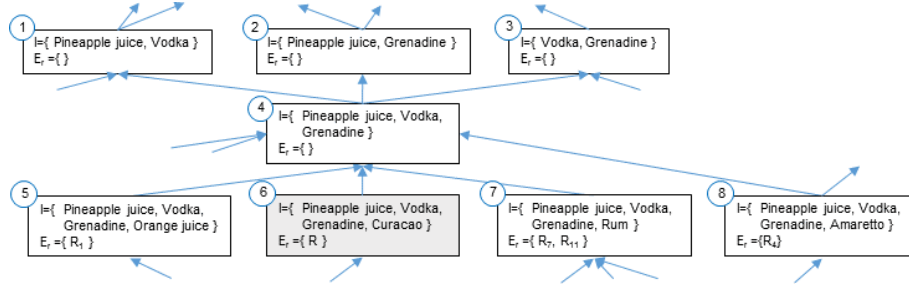 1
I={ Pineapple juice, Vodka }
Er ={ }
2
I={ Pineapple juice, Grenadine }
Er ={ }
3
I={ Vodka, Grenadine }
Er ={ }
4
I={ Pineapple juice, Vodka,
Grenadine }
Er ={ }
5
I={ Pineapple juice, Vodka,
Grenadine, Orange juice }
Er ={ R1 }
6
I={ Pineapple juice, Vodka,
Grenadine, Curacao }
Er ={ R }
7
I={ Pineapple juice, Vodka,
Grenadine, Rum }
Er ={ R7, R11 }
8
I={ Pineapple juice, Vodka,
Grenadine, Amaretto }
Er ={R4}